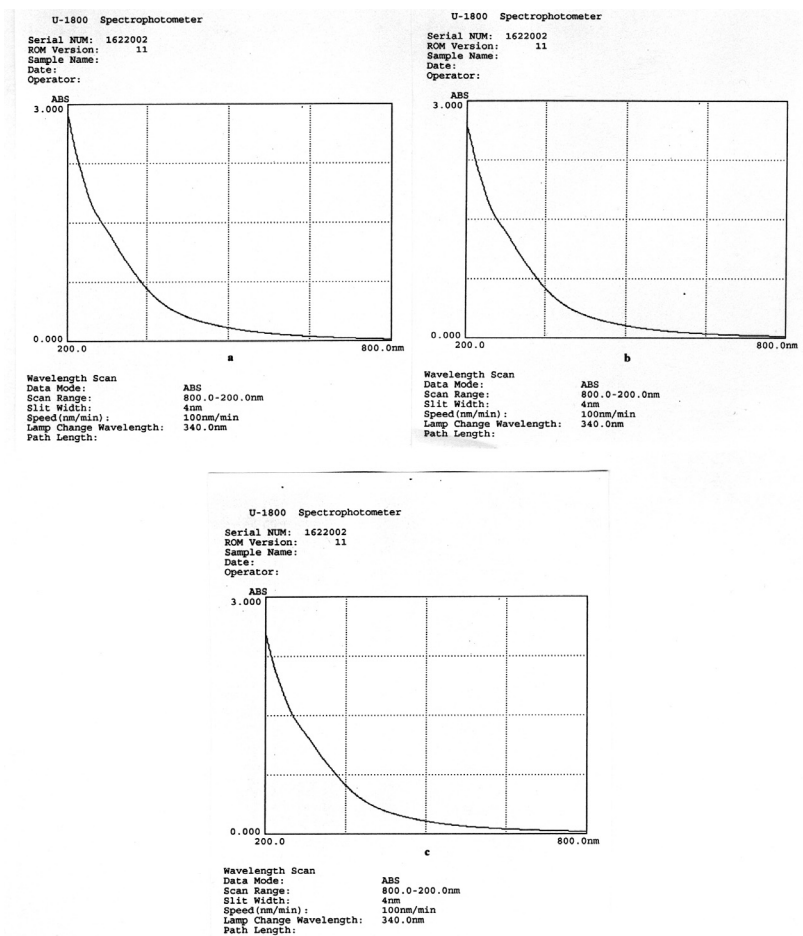 U-1800 Spectrophotometer
Serial NUM: 1622002
ROM Version: 11
Sample Name:
Date:
Operator:
ABS
3.000
0.000
200.0
800.0nm
a
Wavelength Scan
Data Mode: ABS
Scan Range: 800.0-200.0nm
Slit Width: 4nm
Speed(nm/min): 100nm/min
Lamp Change Wavelength: 340.0nm
Path Length:
U-1800 Spectrophotometer
Serial NUM: 1622002
ROM Version: 11
Sample Name:
Date:
Operator:
ABS
3.000
0.000
200.0
800.0nm
b
Wavelength Scan
Data Mode: ABS
Scan Range: 800.0-200.0nm
Slit Width: 4nm
Speed(nm/min): 100nm/min
Lamp Change Wavelength: 340.0nm
Path Length:
U-1800 Spectrophotometer
Serial NUM: 1622002
ROM Version: 11
Sample Name:
Date:
Operator:
ABS
3.000
0.000
200.0
800.0nm
c
Wavelength Scan
Data Mode: ABS
Scan Range: 800.0-200.0nm
Slit Width: 4nm
Speed(nm/min): 100nm/min
Lamp Change Wavelength: 340.0nm
Path Length: